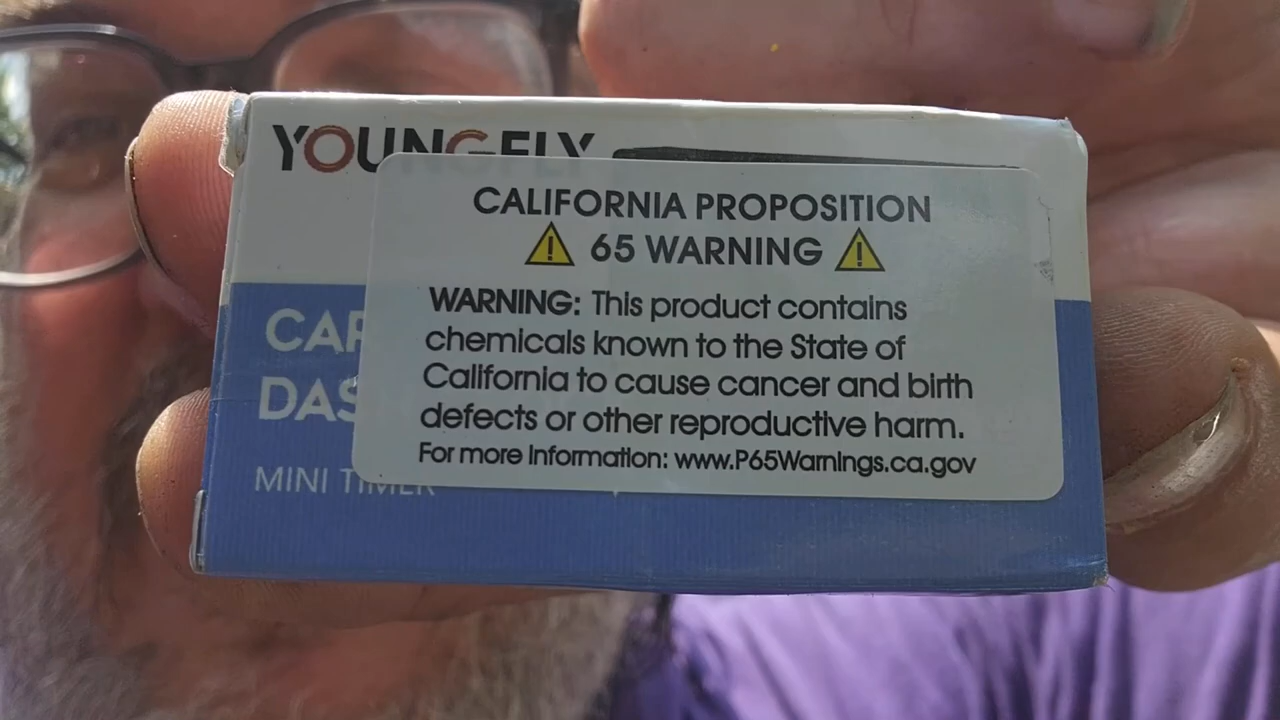 YOUNGFLY
CALIFORNIA PROPOSITION
65 WARNING
WARNING: This product contains
chemicals known to the State of
California to cause cancer and birth
defects or other reproductive harm.
For more information: www.P65Warnings.ca.gov
CAR
DAS
MINI TIMER